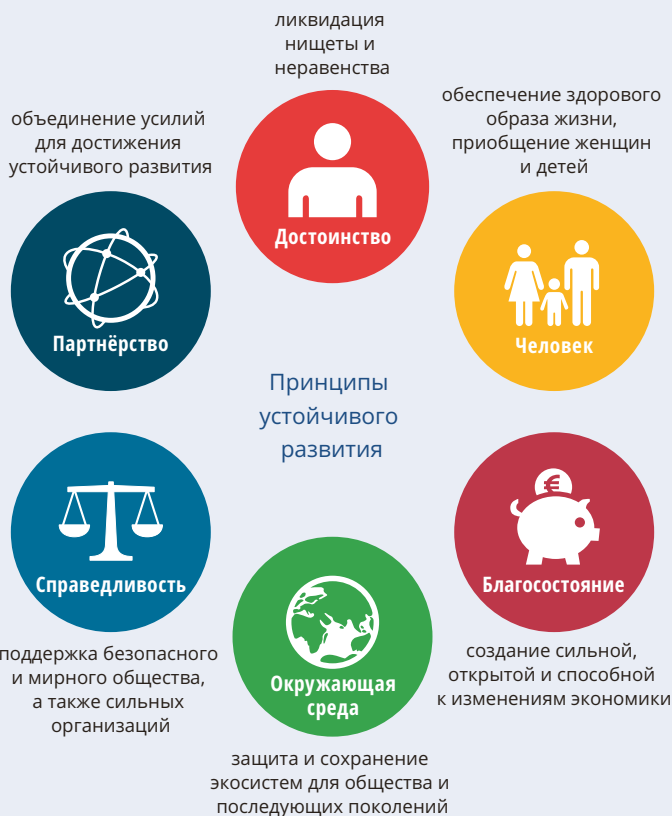 ликвидация
нищеты и
неравенства
Достоинство
обеспечение здорового
образа жизни,
приобщение женщин
и детей
Человек
объединение усилий
для достижения
устойчивого развития
Партнёрство
Принципы
устойчивого
развития
Справедливость
поддержка безопасного
и мирного общества,
а также сильных
организаций
Окружающая
среда
защита и сохранение
экосистем для общества и
последующих поколений
€
Благосостояние
создание сильной,
открытой и способной
к изменениям экономики